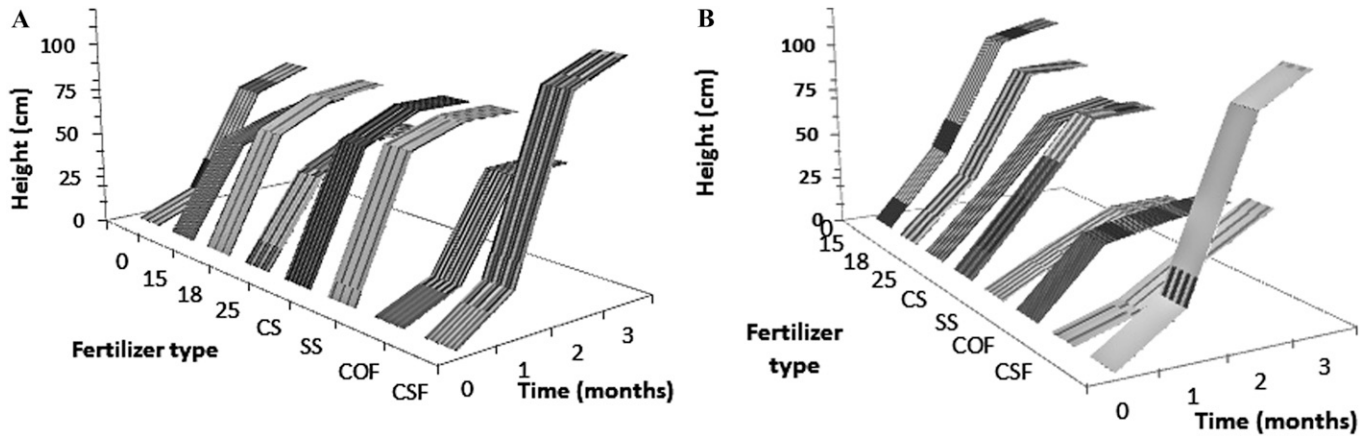 A
Height (cm)
100
75
50
25
0
0
15
18
25
CS
SS
COF
CSF
Fertilizer type
0
1
2
3
Time (months)
B
Height (cm)
100
75
50
25
0
0
15
18
25
CS
SS
COF
CSF
Fertilizer
type
0
1
2
3
Time (months)